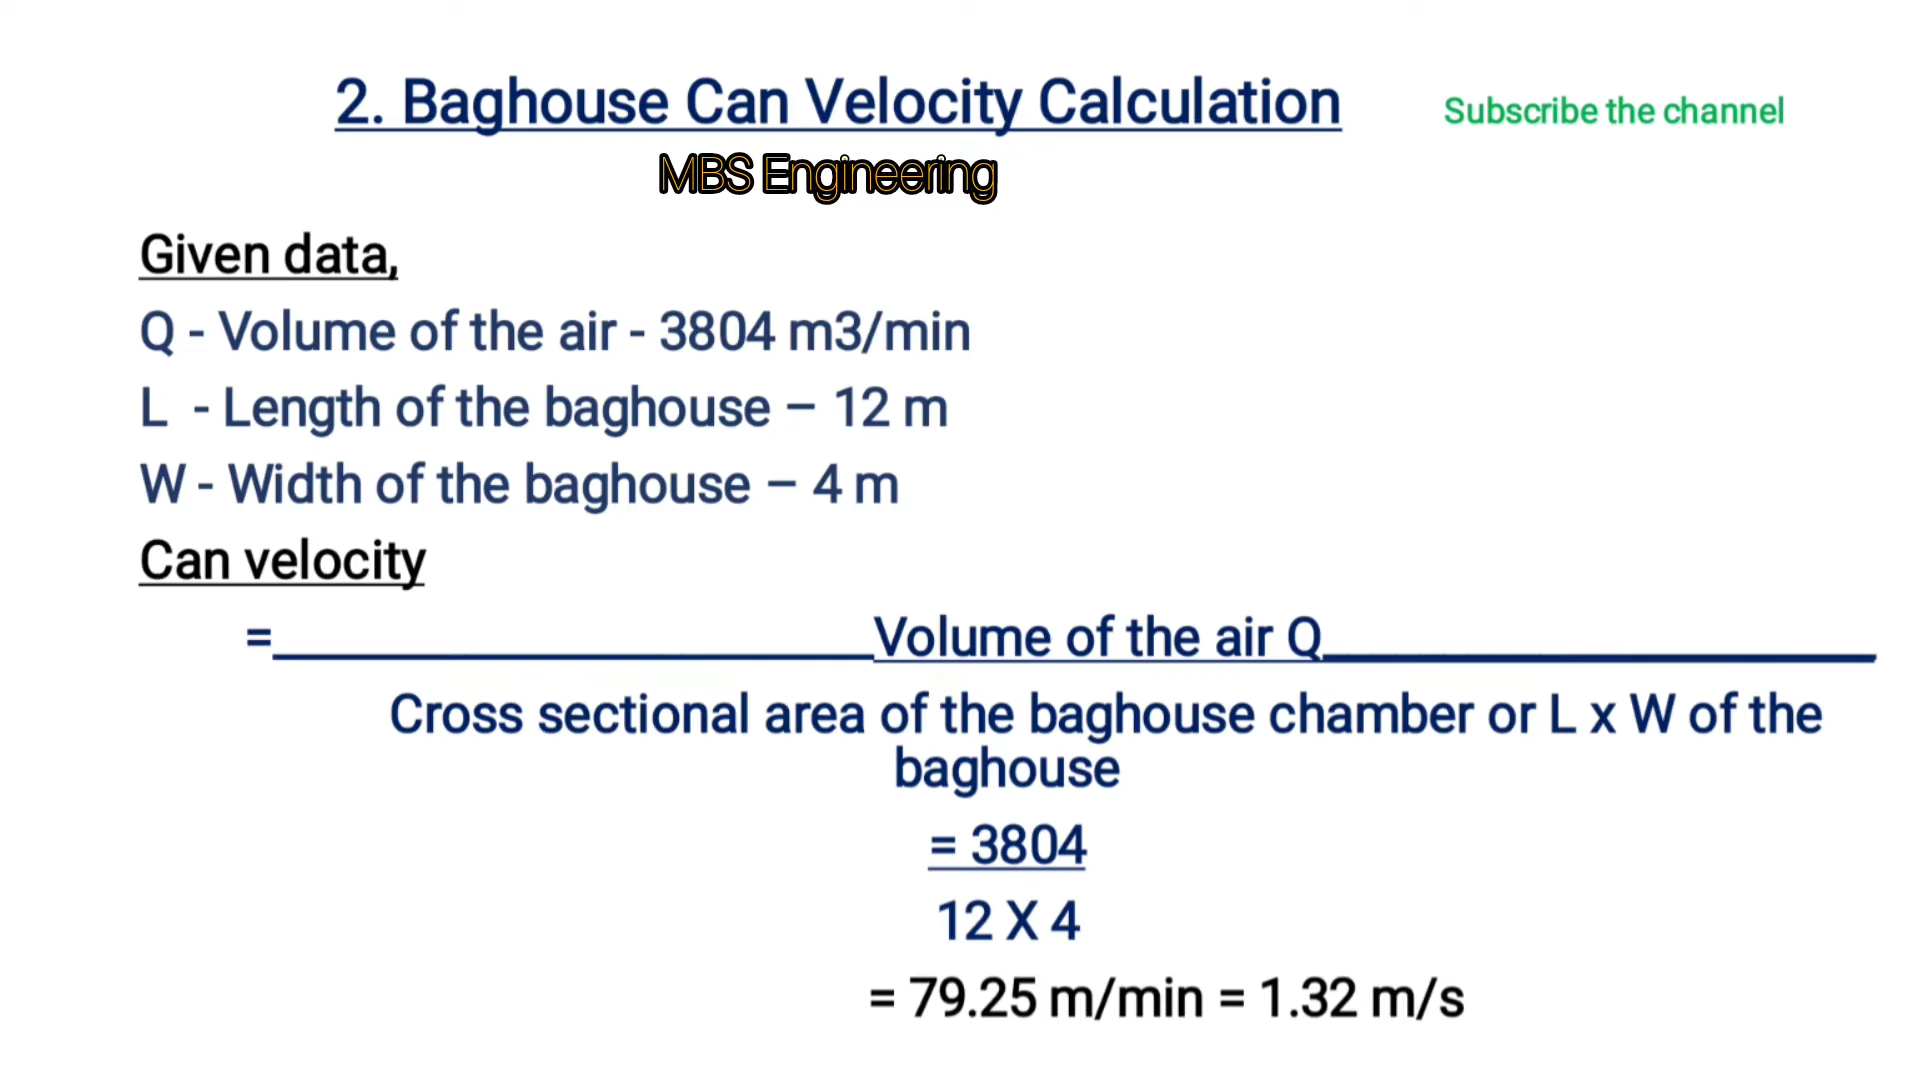 2. Baghouse Can Velocity Calculation
Subscribe the channel
MBS Engineering
Given data,
Q - Volume of the air - 3804 m3/min
L - Length of the baghouse – 12 m
W - Width of the baghouse – 4 m
Can velocity
=______________________Volume of the air Q____________________
Cross sectional area of the baghouse chamber or L x W of the
baghouse
= 3804
12 X 4
= 79.25 m/min = 1.32 m/s